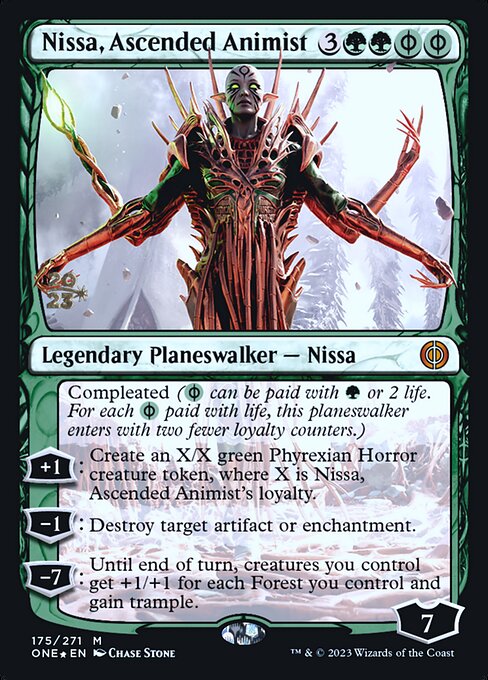 Nissa, Ascended Animist 3
2023
Legendary Planeswalker — Nissa
Compleated ( can be paid with or 2 life.
For each paid with life, this planeswalker
enters with two fewer loyalty counters.)
+1: Create an X/X green Phyrexian Horror
creature token, where X is Nissa,
Ascended Animist's loyalty.
-1: Destroy target artifact or enchantment.
-7: Until end of turn, creatures you control
get +1/+1 for each Forest you control and
gain trample.
7
175/271 M
ONE★EN Chase Stone
™ & © 2023 Wizards of the Coast